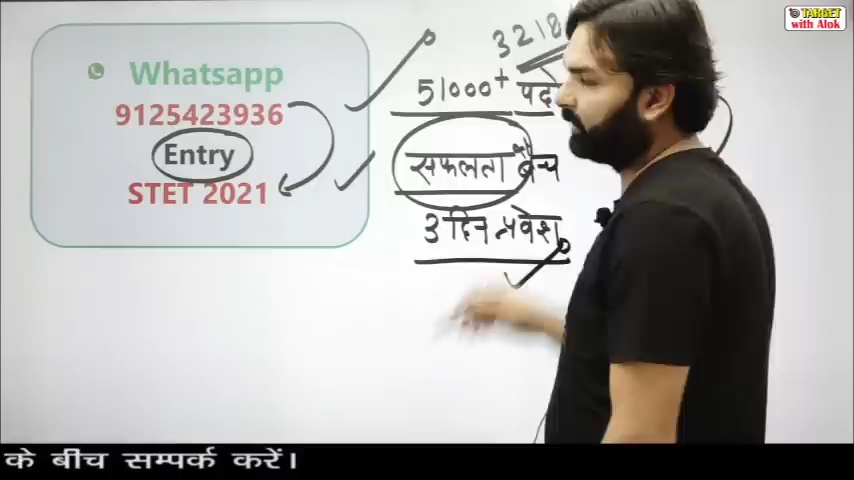 Whatsapp
9125423936
Entry
STET 2021
3218
51000+ पदो
सफलता का बैच
3 दिन प्रवेश
TARGET
with Alok
के बीच सम्पर्क करें।